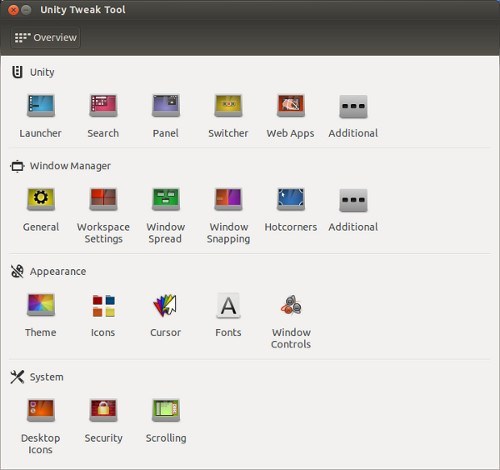 Unity Tweak Tool
Overview
Unity
Launcher Search Panel Switcher Web Apps Additional
Window Manager
General Workspace Window Window Hotcorners Additional
Settings Spread Snapping
Appearance
Theme Icons Cursor Fonts Window
Controls
System
Desktop Security Scrolling
Icons